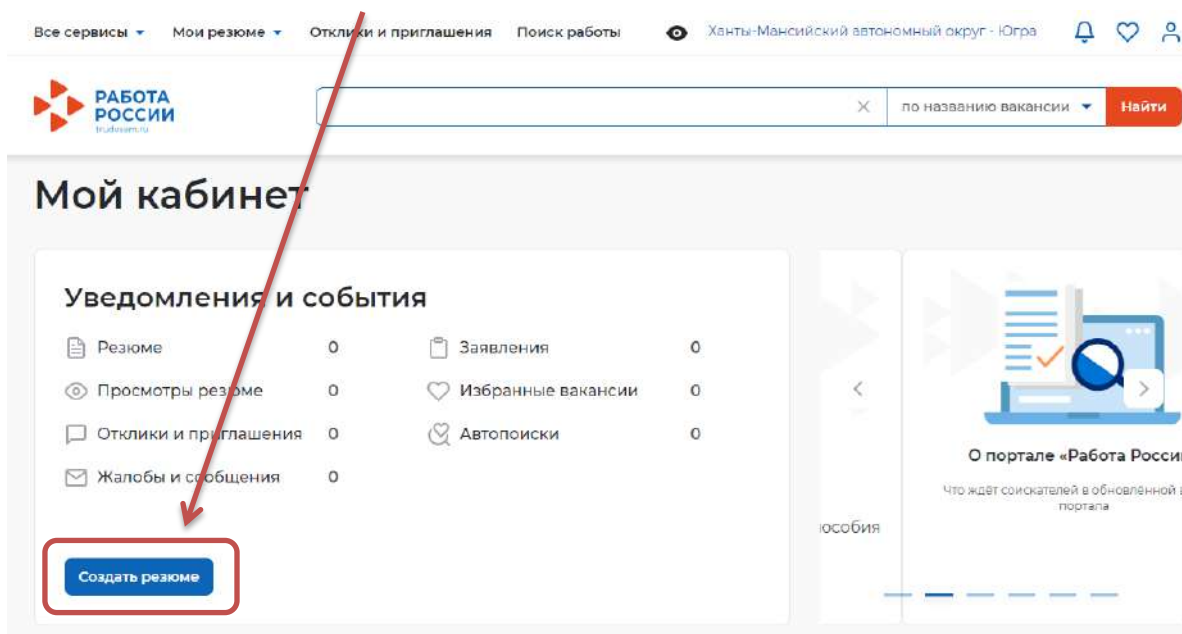 Все сервисы Мои резюме Отклики и приглашения Поиск работы Ханты-Мансийский автономный округ - Югра
РАБОТА
РОССИИ
trudvsem.ru
по названию вакансии Найти
Мой кабинет
Уведомления и события
Резюме 0 Заявления 0
Просмотры резюме 0 Избранные вакансии 0
Отклики и приглашения 0 Автопоиски 0
Жалобы и сообщения 0
Создать резюме
пособия
О портале «Работа Росси
Что ждёт соискателей в обновлённой в
портала